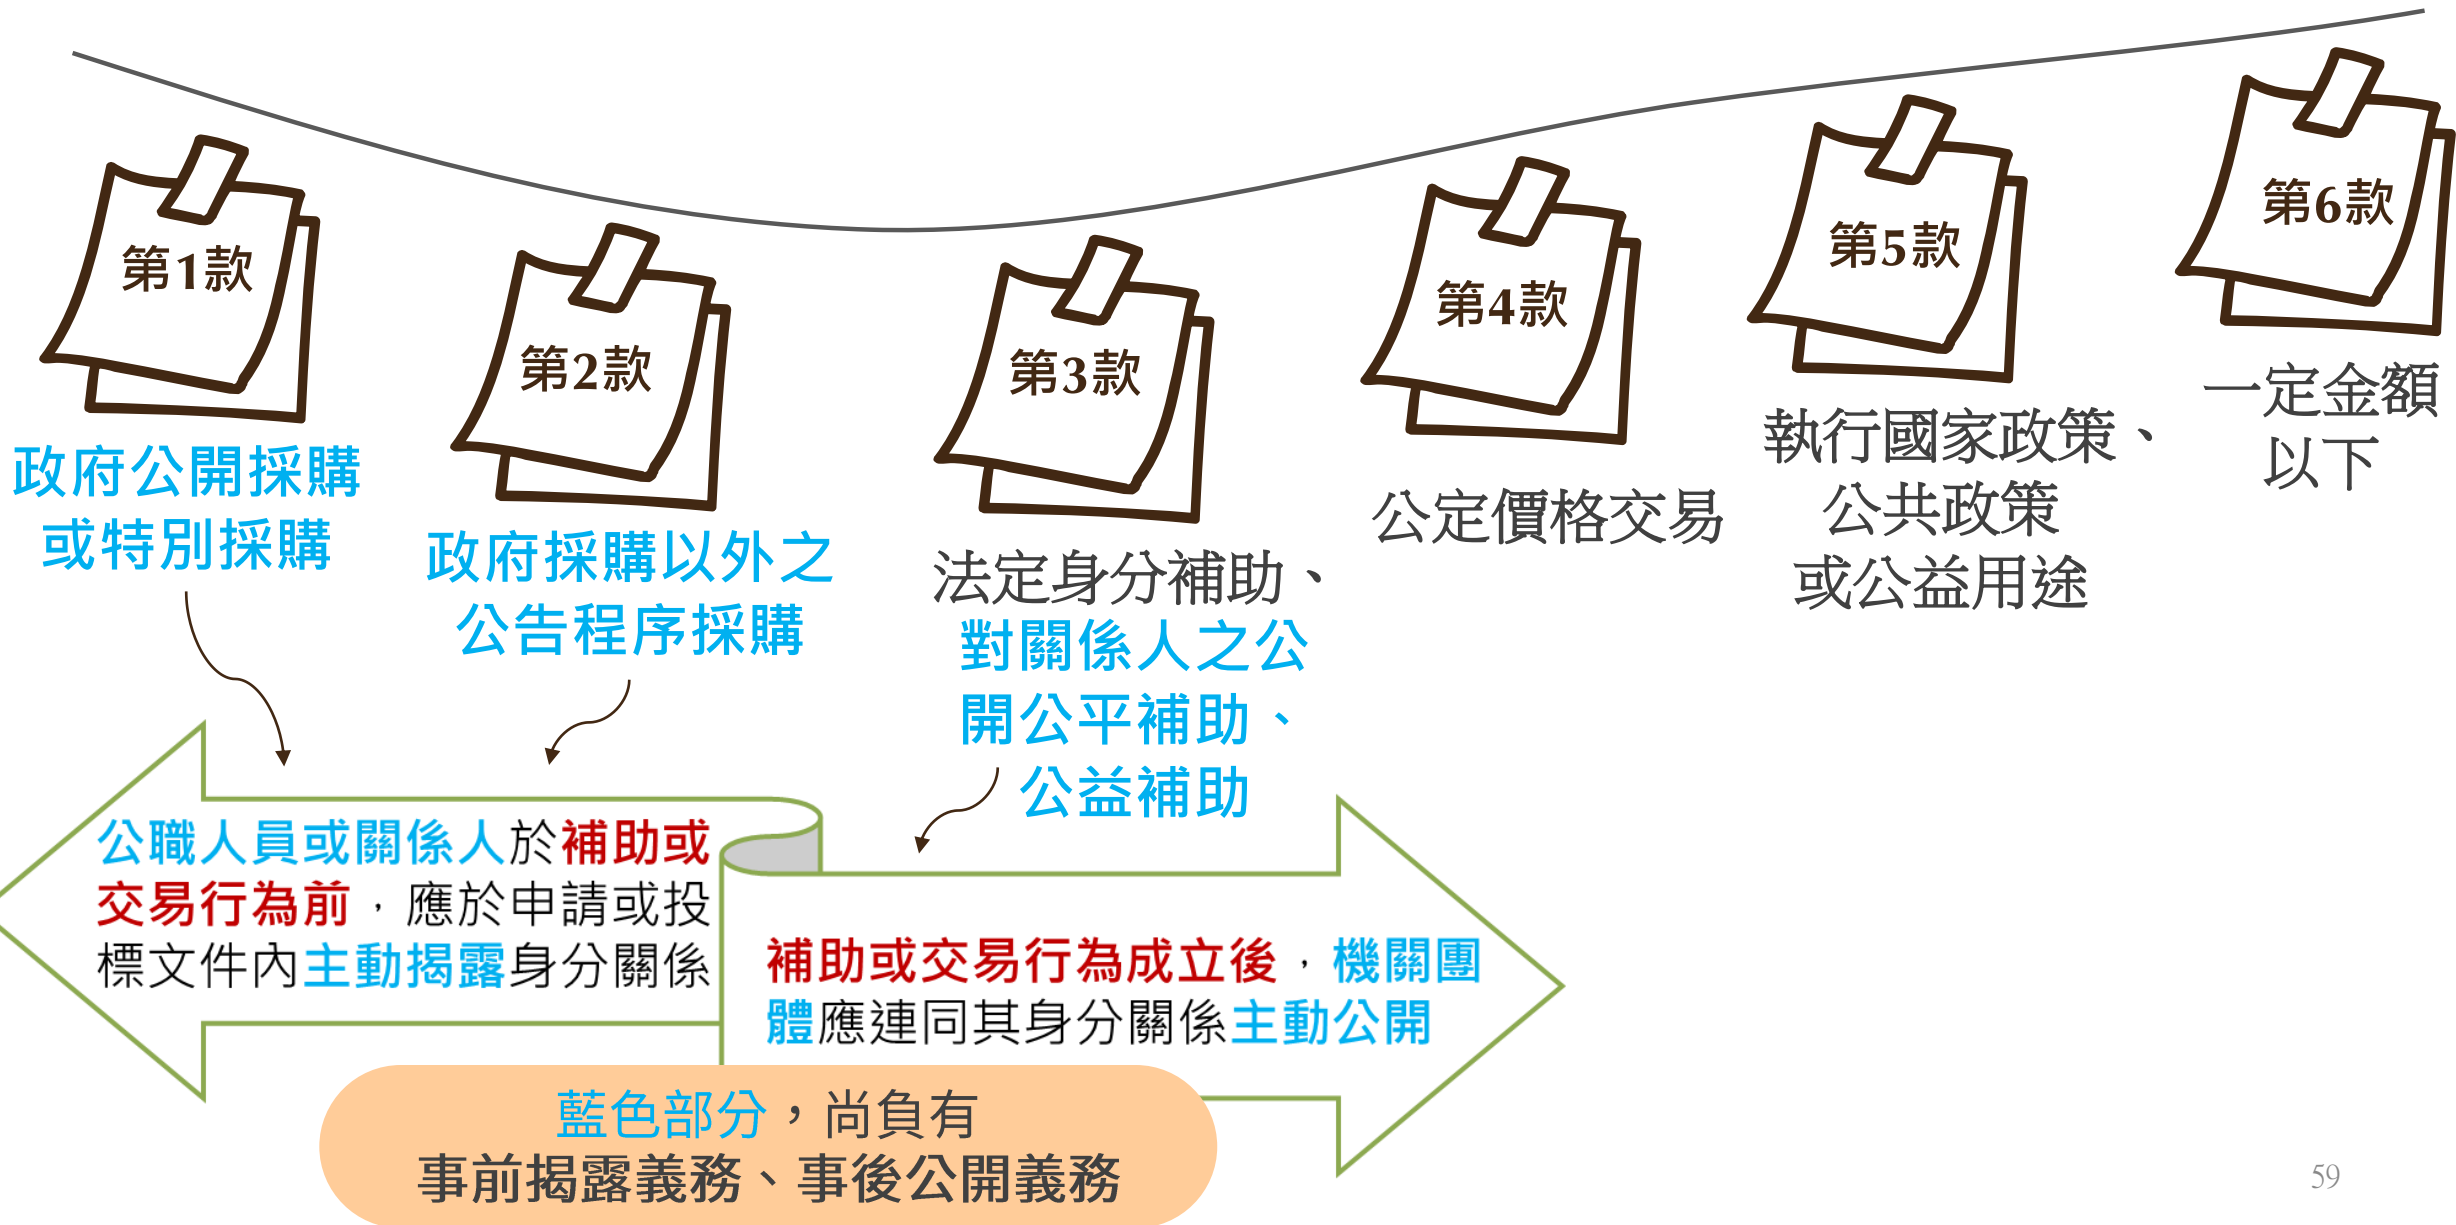 第1款
政府公開採購
或特別採購
第2款
政府採購以外之
公告程序採購
第3款
法定身分補助、
對關係人之公
開公平補助、
公益補助
第4款
公定價格交易
第5款
執行國家政策、
公共政策
或公益用途
第6款
一定金額
以下
公職人員或關係人於補助或
交易行為前，應於申請或投
標文件內主動揭露身分關係
補助或交易行為成立後，機關團
體應連同其身分關係主動公開
藍色部分，尚負有
事前揭露義務、事後公開義務
59